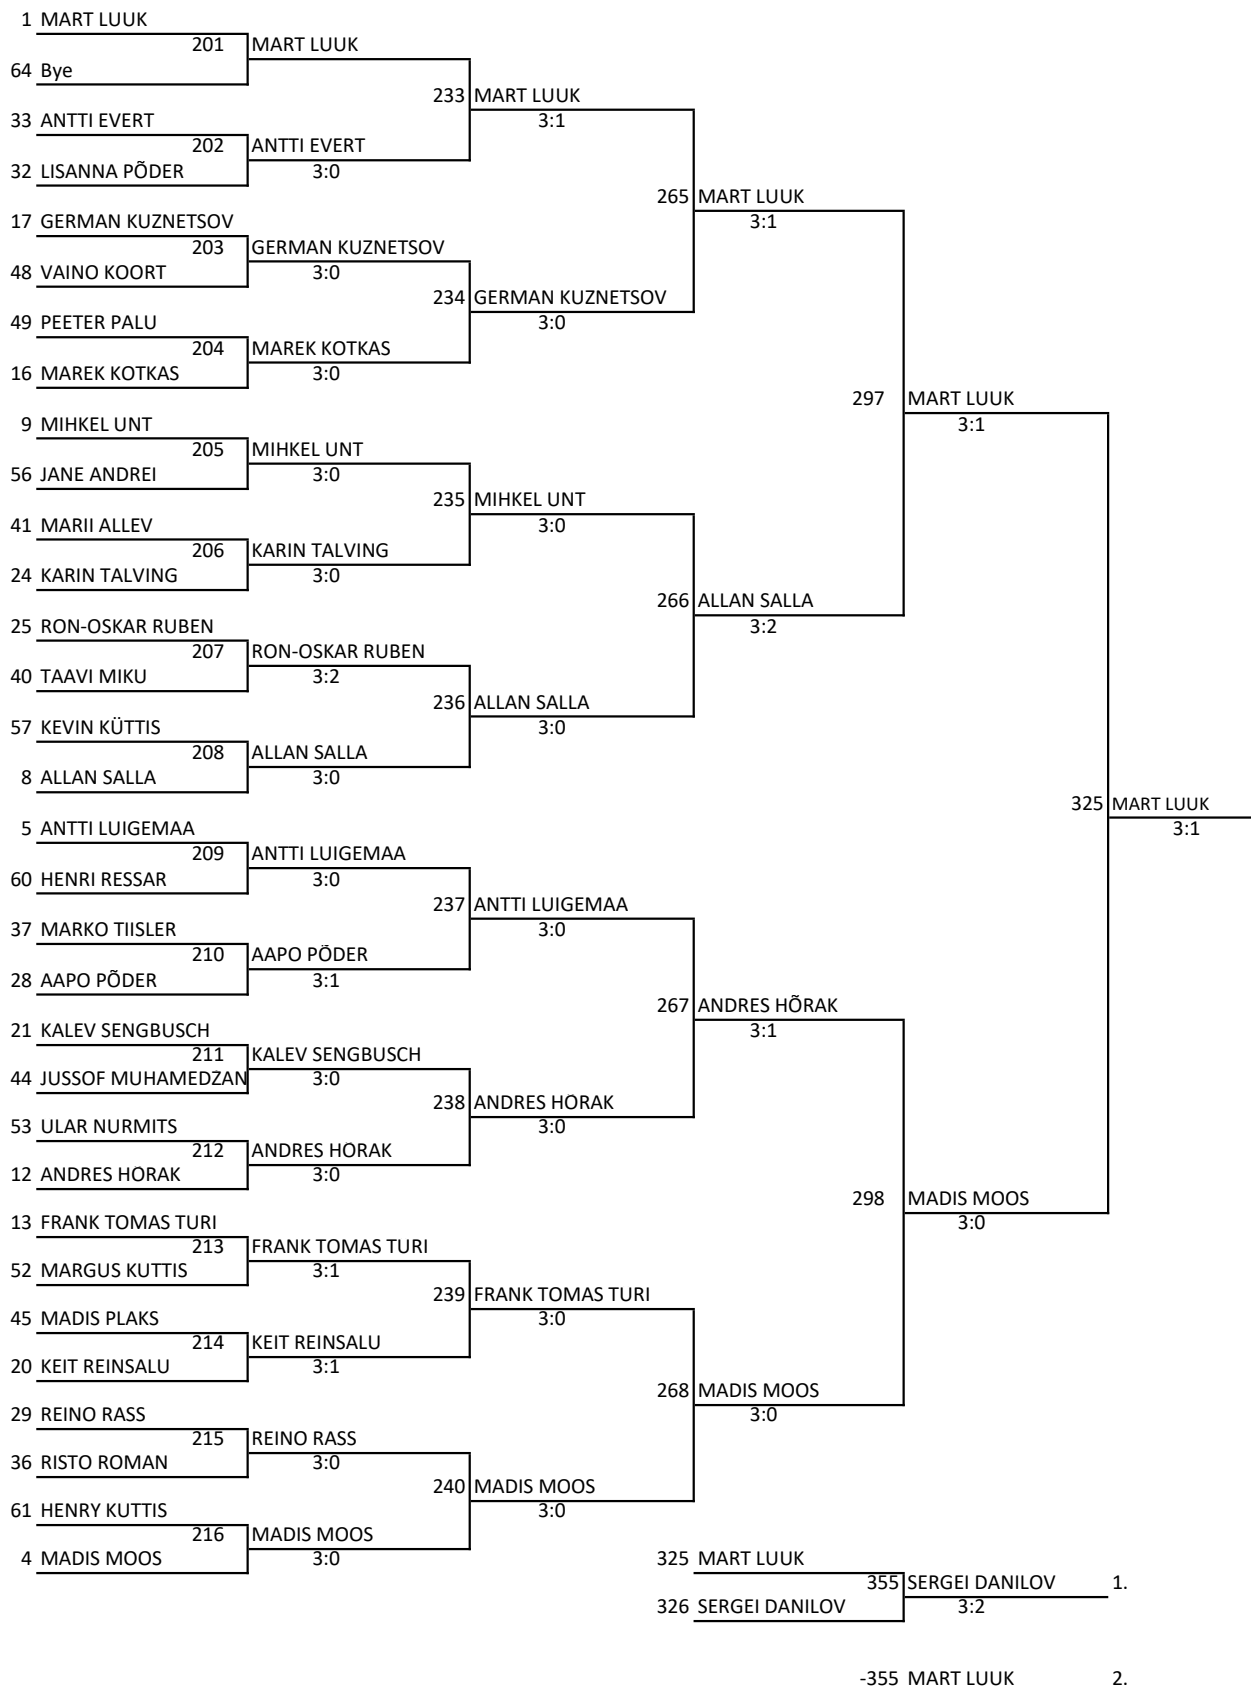 1 MART LUUK
201 MART LUUK
64 Bye
233 MART LUUK
3:1
33 ANTTI EVERT
202 ANTTI EVERT
3:0
32 LISANNA PÕDER
265 MART LUUK
3:1
17 GERMAN KUZNETSOV
203 GERMAN KUZNETSOV
3:0
48 VAINO KOORT
234 GERMAN KUZNETSOV
3:0
49 PEETER PALU
204 MAREK KOTKAS
3:0
16 MAREK KOTKAS
297 MART LUUK
3:1
9 MIHKEL UNT
205 MIHKEL UNT
3:0
56 JANE ANDREI
235 MIHKEL UNT
3:0
41 MARII ALLEV
206 KARIN TALVING
3:0
24 KARIN TALVING
266 ALLAN SALLA
3:2
25 RON-OSKAR RUBEN
207 RON-OSKAR RUBEN
3:2
40 TAAVI MIKU
236 ALLAN SALLA
3:0
57 KEVIN KÜTTIS
208 ALLAN SALLA
3:0
8 ALLAN SALLA
325 MART LUUK
3:1
5 ANTTI LUIGEMAA
209 ANTTI LUIGEMAA
3:0
60 HENRI RESSAR
237 ANTTI LUIGEMAA
3:0
37 MARKO TIISLER
210 AAPO PÕDER
3:1
28 AAPO PÕDER
267 ANDRES HÕRAK
3:1
21 KALEV SENGBUSCH
211 KALEV SENGBUSCH
3:0
44 JUSSOF MUHAMEDZAN
238 ANDRES HORAK
3:0
53 ULAR NURMITS
212 ANDRES HORAK
3:0
12 ANDRES HORAK
298 MADIS MOOS
3:0
13 FRANK TOMAS TURI
213 FRANK TOMAS TURI
3:1
52 MARGUS KUTTIS
239 FRANK TOMAS TURI
3:0
45 MADIS PLAKS
214 KEIT REINSALU
3:1
20 KEIT REINSALU
268 MADIS MOOS
3:0
29 REINO RASS
215 REINO RASS
3:0
36 RISTO ROMAN
240 MADIS MOOS
3:0
61 HENRY KUTTIS
216 MADIS MOOS
3:0
4 MADIS MOOS
325 MART LUUK
355 SERGEI DANILOV 1.
3:2
326 SERGEI DANILOV
-355 MART LUUK 2.